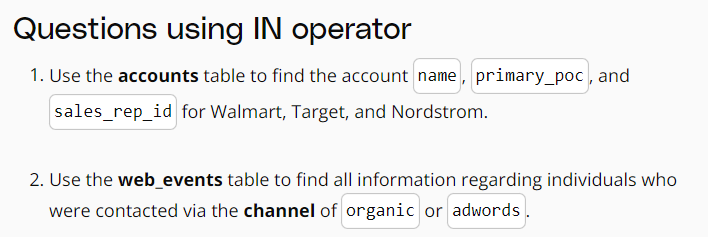 Questions using IN operator
1. Use the accounts table to find the account name, primary_poc, and
sales_rep_id for Walmart, Target, and Nordstrom.
2. Use the web_events table to find all information regarding individuals who
were contacted via the channel of organic or adwords.